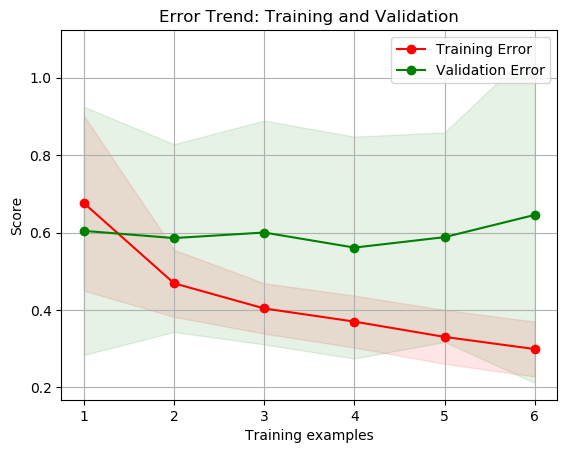 Error Trend: Training and Validation
Training Error
Validation Error
Score
1.0
0.8
0.6
0.4
0.2
1 2 3 4 5 6
Training examples